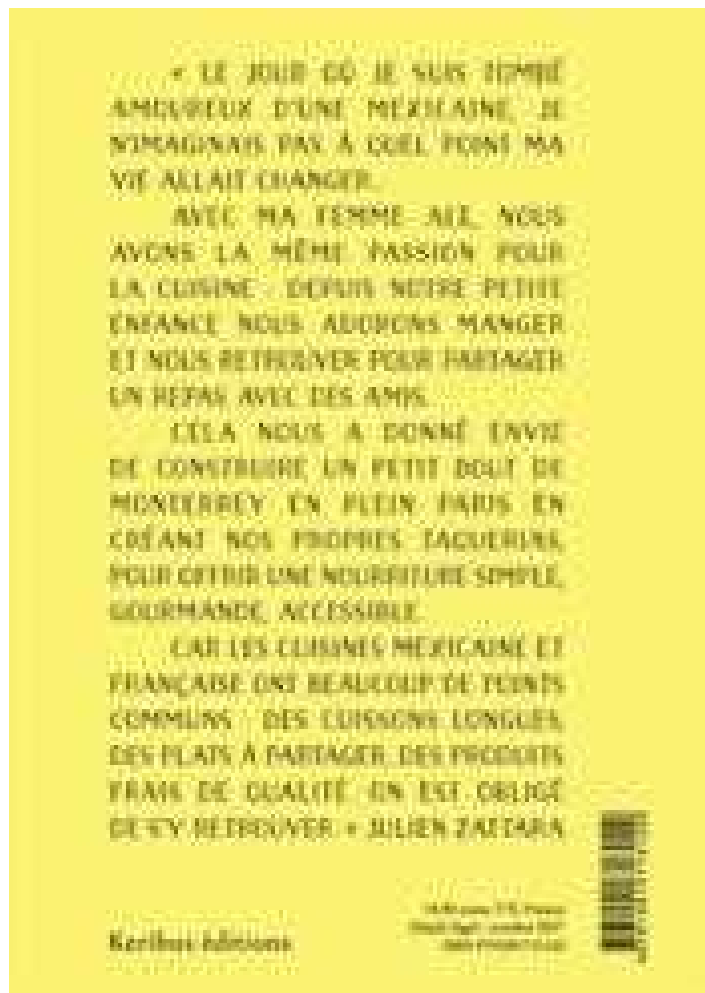 « LE JOUR OÙ JE SUIS TOMBÉ
AMOUREUX D'UNE MEXICAINE, JE
N'IMAGINAIS PAS À QUEL POINT MA
VIE ALLAIT CHANGER.
AVEC MA FEMME ALE, NOUS
AVONS LA MÊME PASSION POUR
LA CUISINE : DEPUIS NOTRE PETITE
ENFANCE NOUS ADORONS MANGER
ET NOUS RETROUVER POUR PARTAGER
UN REPAS AVEC DES AMIS.
CELA NOUS A DONNÉ ENVIE
DE CONSTRUIRE UN PETIT BOUT DE
MONTERREY EN PLEIN PARIS EN
CRÉANT NOS PROPRES TAQUERIAS,
POUR OFFRIR UNE NOURRITURE SIMPLE,
GOURMANDE, ACCESSIBLE.
CAR LES CUISINES MEXICAINE ET
FRANÇAISE ONT BEAUCOUP DE POINTS
COMMUNS : DES CUISSONS LONGUES,
DES PLATS À PARTAGER, DES PRODUITS
FRAIS DE QUALITÉ. ON EST OBLIGÉ
DE S'Y RETROUVER. » JULIEN ZATTARA
Keribus éditions